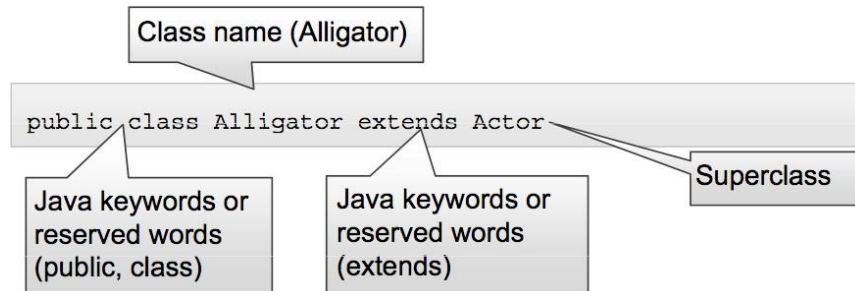 Class name (Alligator)
public class Alligator extends Actor
Superclass
Java keywords or
reserved words
(public, class)
Java keywords or
reserved words
(extends)